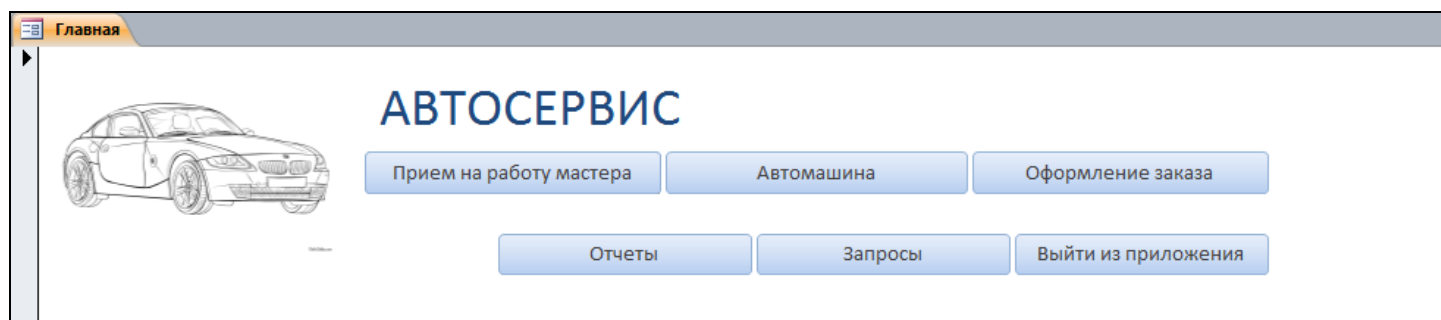 Главная
АВТОСЕРВИС
Прием на работу мастера Автомашина Оформление заказа
Отчеты Запросы Выйти из приложения